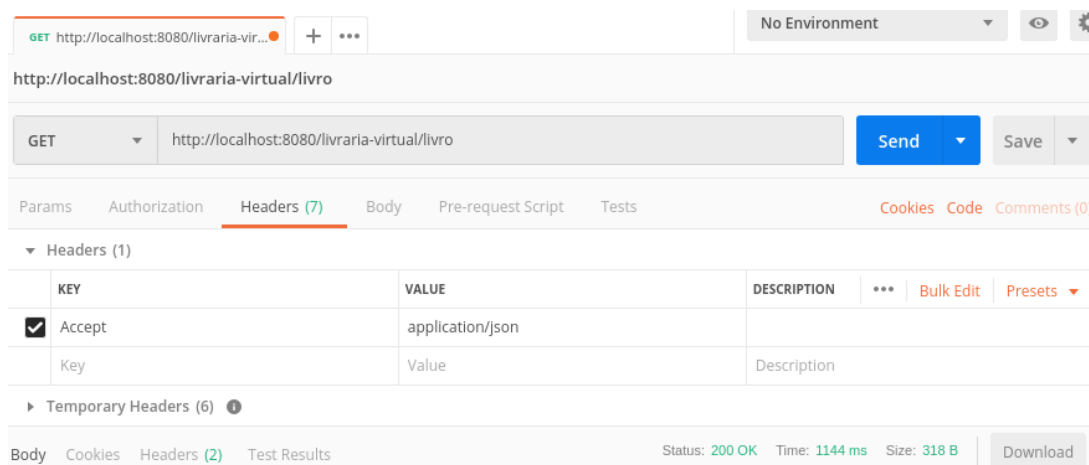 GET http://localhost:8080/livraria-vir... + ••• No Environment
http://localhost:8080/livraria-virtual/livro
GET http://localhost:8080/livraria-virtual/livro Send Save
Params Authorization Headers (7) Body Pre-request Script Tests Cookies Code Comments (0
Headers (1)
KEY VALUE DESCRIPTION ••• Bulk Edit Presets
Accept application/json
Key Value Description
Temporary Headers (6)
Body Cookies Headers (2) Test Results Status: 200 OK Time: 1144 ms Size: 318 B Download